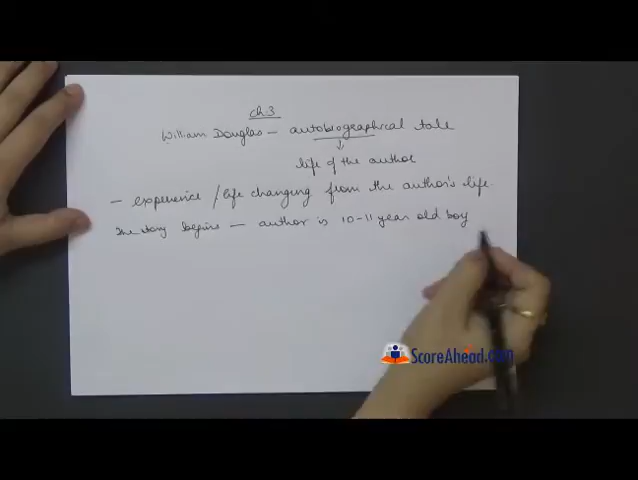 Ch.3
William Douglas – autobiographical tale
↓
life of the author
– experience / life changing from the author's life.
The story begins – author is 10-11 year old boy
ScoreAhead.com